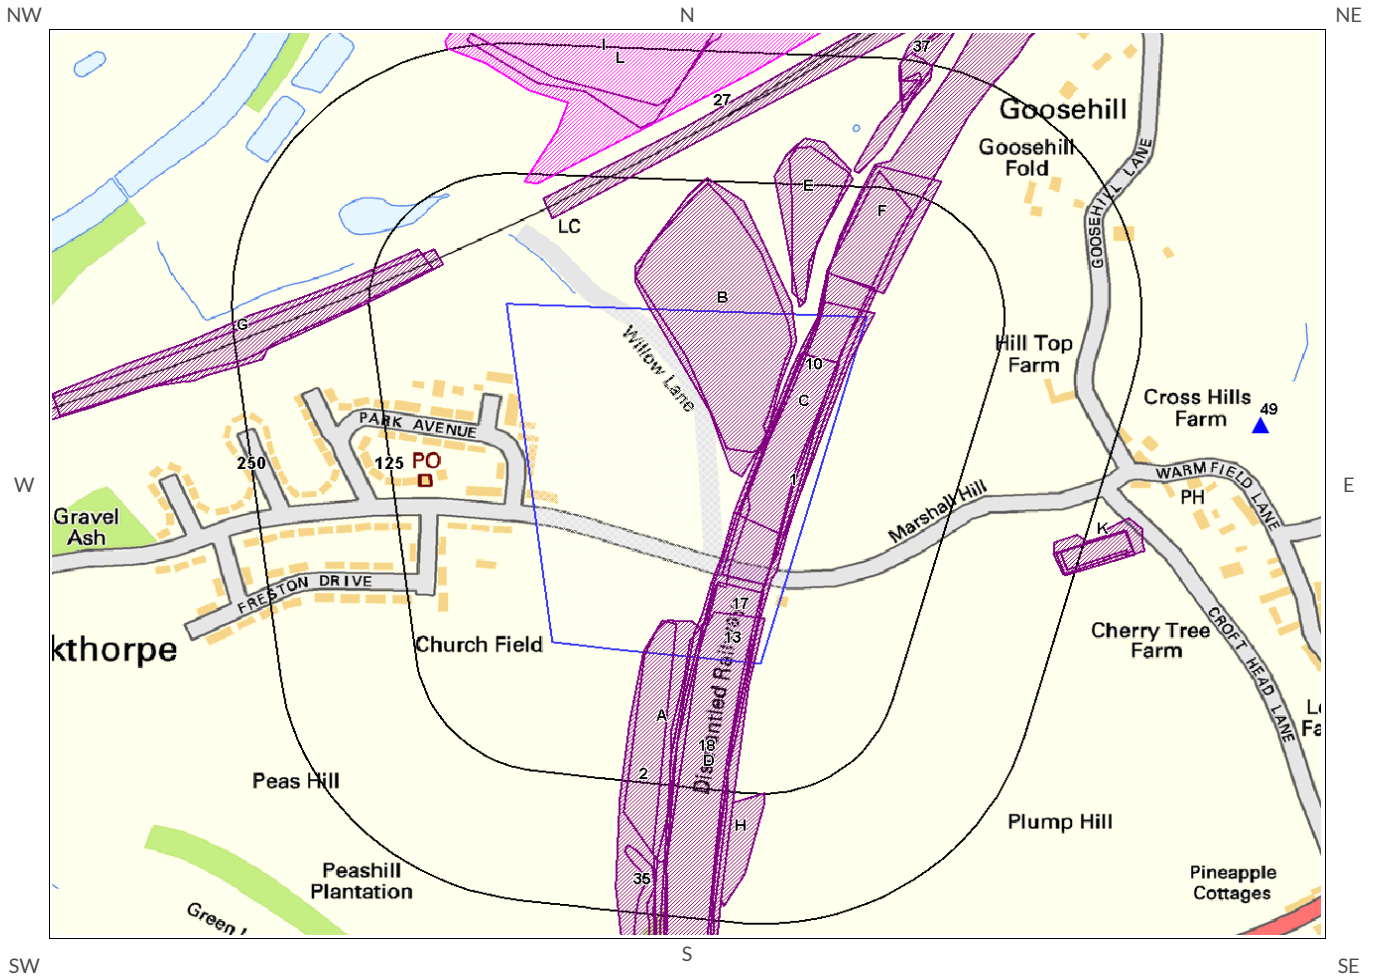 NW
N
NE
I
L
37
27
Goosehill
Goosehill
Fold
GOOSEHILL LANE
E
F
LC
B
G
Willow Lane
Hill Top
Farm
10
C
Cross Hills
Farm
49
PARK AVENUE
250
125
PO
W
E
1
WARMFIELD LANE
PH
Marshall Hill
Gravel
Ash
K
FRESTON DRIVE
17
13
kthorpe
Church Field
Cherry Tree
Farm
CROFT HEAD LANE
Dismantled Railway
A
18
D
2
Peas Hill
H
Plump Hill
35
Peashill
Plantation
Pineapple
Cottages
Green
SW
S
SE